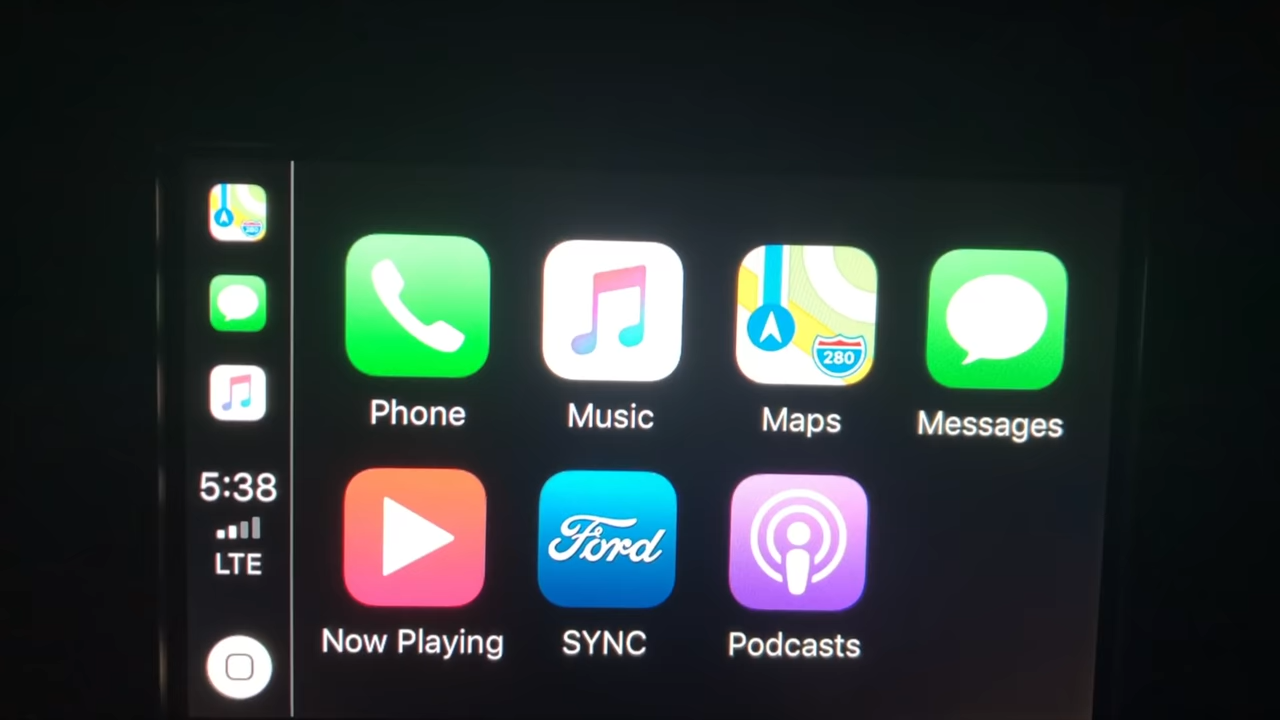 5:38
LTE
280
Phone
Music
Maps
Messages
Ford
Now Playing
SYNC
Podcasts